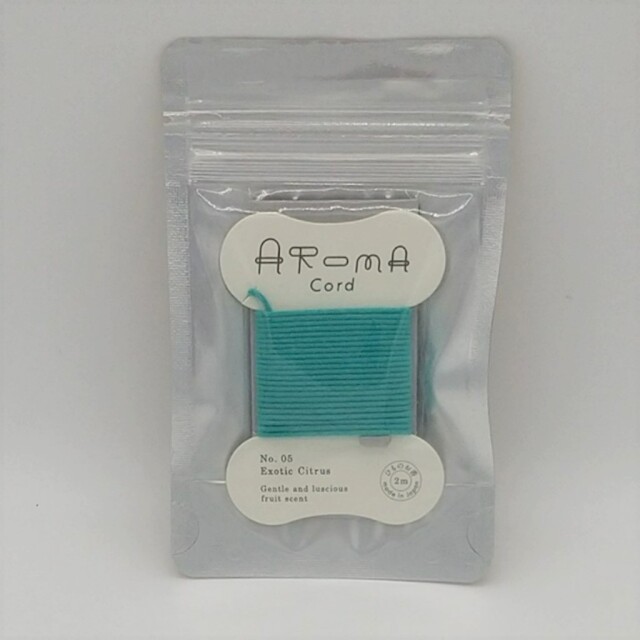 AROMA
Cord
No. 05
Exotic Citrus
Gentle and luscious
fruit scent
2m
made in Japan